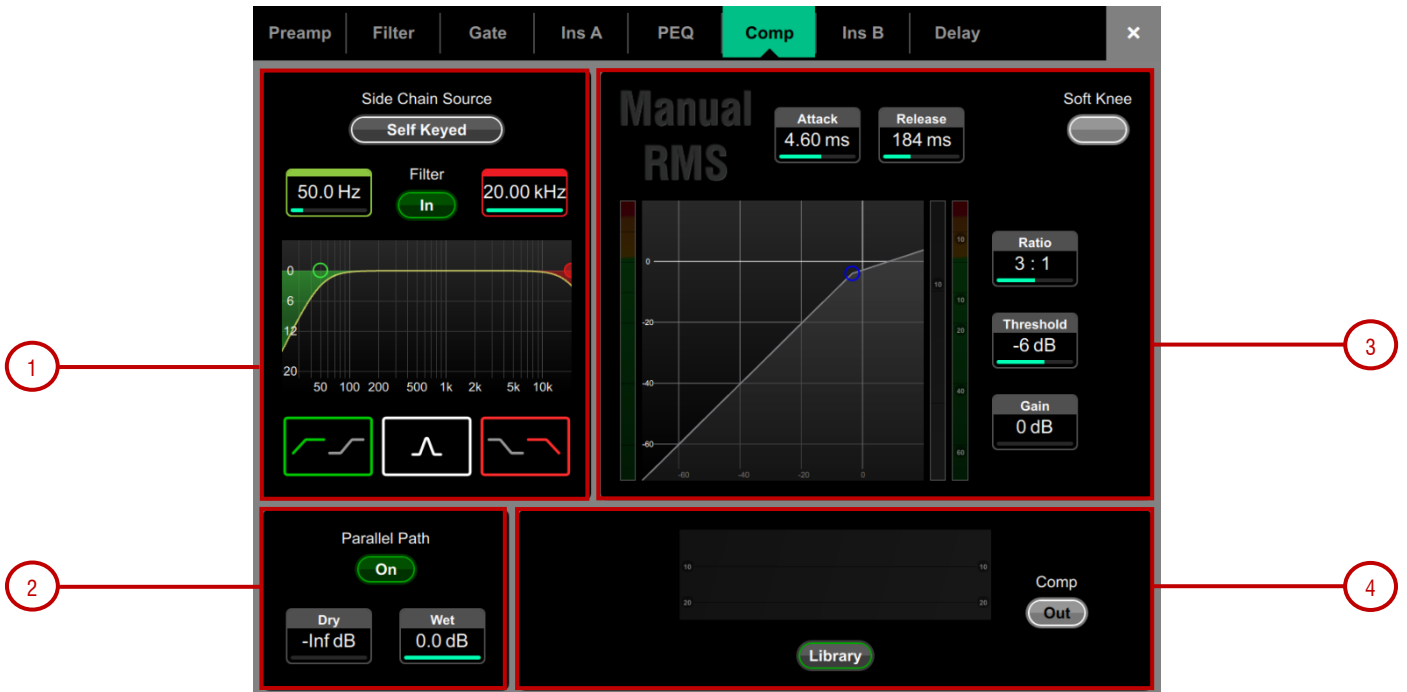 Preamp Filter Gate Ins A PEQ Comp Ins B Delay ×
Side Chain Source
Self Keyed
Filter
50.0 Hz In 20.00 kHz
0
6
12
20
50 100 200 500 1k 2k 5k 10k
1
Manual
RMS
Attack
4.60 ms
Release
184 ms
Soft Knee
0
-20
-40
-60
-60 -40 -20 0
10
10
10
20
40
60
Ratio
3 : 1
Threshold
-6 dB
Gain
0 dB
3
Parallel Path
On
Dry
-Inf dB
Wet
0.0 dB
2
10 10
20 20
Library
Comp
Out
4